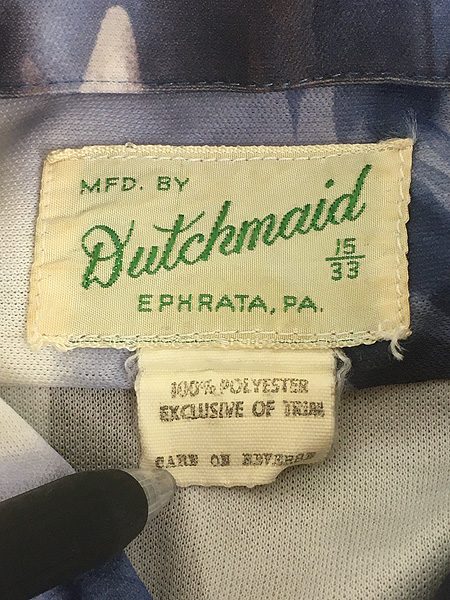 MFD. BY
Dutchmaid
15
33
EPHRATA, PA.
100% POLYESTER
EXCLUSIVE OF TRIM
CARE ON REVERSE